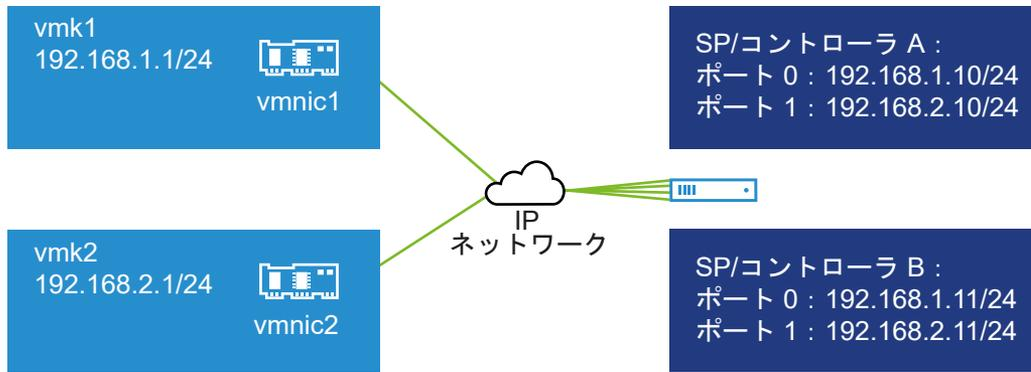 vmk1
192.168.1.1/24
vmnic1
SP/コントローラ A：
ポート 0：192.168.1.10/24
ポート 1：192.168.2.10/24
IP
ネットワーク
vmk2
192.168.2.1/24
vmnic2
SP/コントローラ B：
ポート 0：192.168.1.11/24
ポート 1：192.168.2.11/24